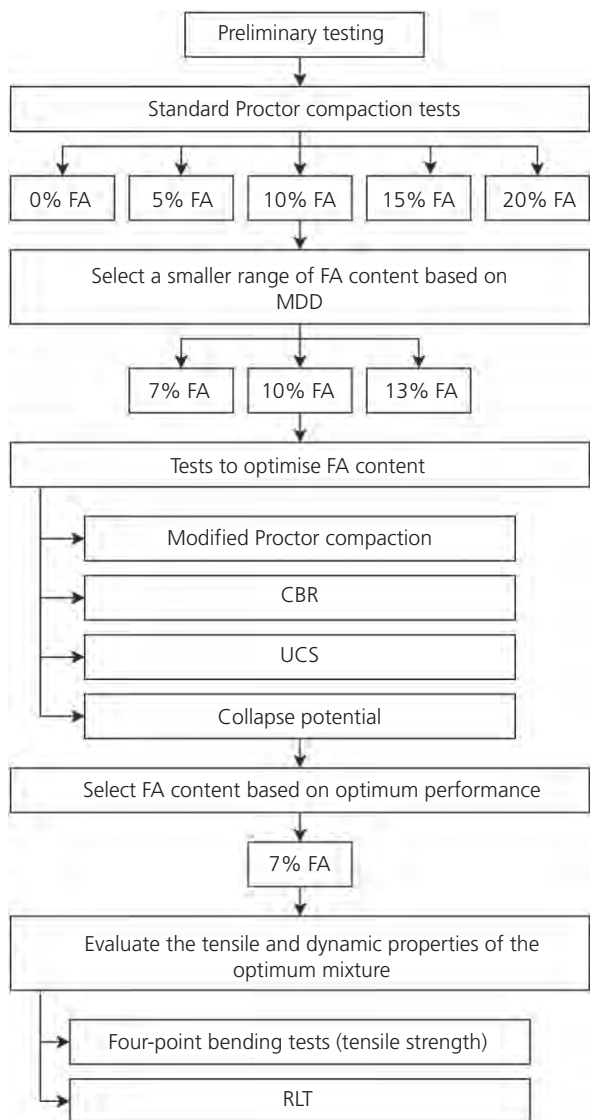 Preliminary testing
Standard Proctor compaction tests
0% FA
5% FA
10% FA
15% FA
20% FA
Select a smaller range of FA content based on
MDD
7% FA
10% FA
13% FA
Tests to optimise FA content
Modified Proctor compaction
CBR
UCS
Collapse potential
Select FA content based on optimum performance
7% FA
Evaluate the tensile and dynamic properties of the
optimum mixture
Four-point bending tests (tensile strength)
RLT